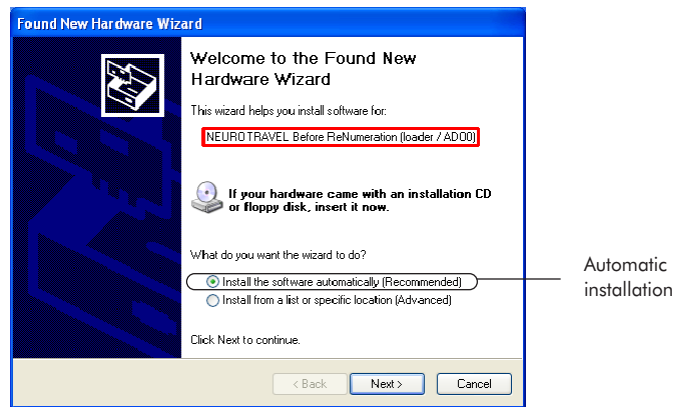 Found New Hardware Wizard
Welcome to the Found New
Hardware Wizard
This wizard helps you install software for:
NEUROTRAVEL Before ReNumeration (loader / AD00)
If your hardware came with an installation CD
or floppy disk, insert it now.
What do you want the wizard to do?
Install the software automatically (Recommended)
Install from a list or specific location (Advanced)
Automatic
installation
Click Next to continue.
< Back
Next >
Cancel